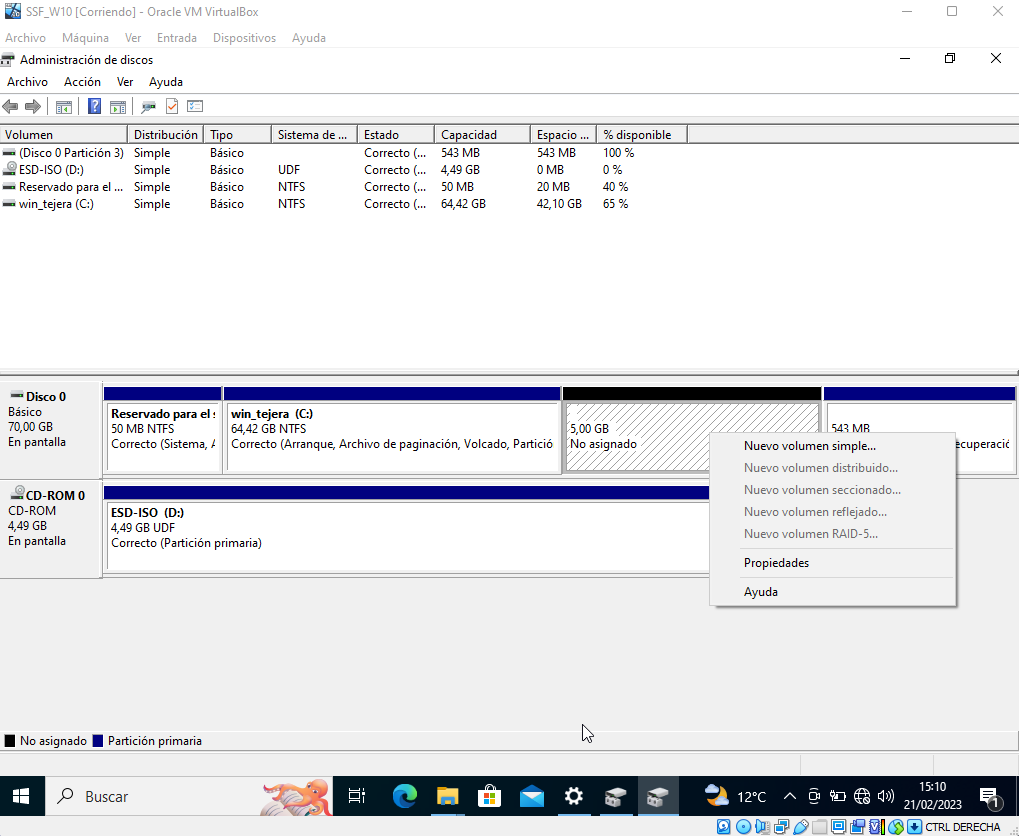 SSF_W10 [Corriendo] - Oracle VM VirtualBox
Archivo Máquina Ver Entrada Dispositivos Ayuda
Administración de discos
Archivo Acción Ver Ayuda
Volumen Distribución Tipo Sistema de ... Estado Capacidad Espacio ... % disponible
(Disco 0 Partición 3) Simple Básico Correcto (... 543 MB 543 MB 100 %
ESD-ISO (D:) Simple Básico UDF Correcto (... 4,49 GB 0 MB 0 %
Reservado para el ... Simple Básico NTFS Correcto (... 50 MB 20 MB 40 %
win_tejera (C:) Simple Básico NTFS Correcto (... 64,42 GB 42,10 GB 65 %
Disco 0
Básico
70,00 GB
En pantalla
Reservado para el
50 MB NTFS
Correcto (Sistema,
win_tejera (C:)
64,42 GB NTFS
Correcto (Arranque, Archivo de paginación, Volcado, Partició
5,00 GB
No asignado
543 MB
ecuperació
Nuevo volumen simple...
Nuevo volumen distribuido...
Nuevo volumen seccionado...
Nuevo volumen reflejado...
Nuevo volumen RAID-5...
Propiedades
Ayuda
CD-ROM 0
CD-ROM
4,49 GB
En pantalla
ESD-ISO (D:)
4,49 GB UDF
Correcto (Partición primaria)
No asignado Partición primaria
Buscar
12°C
15:10
21/02/2023
1
CTRL DERECHA